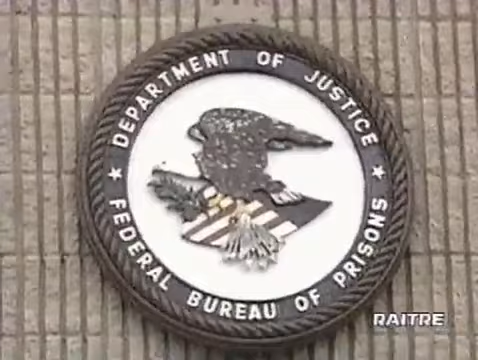 DEPARTMENT OF JUSTICE
FEDERAL BUREAU OF PRISONS
RAITRE